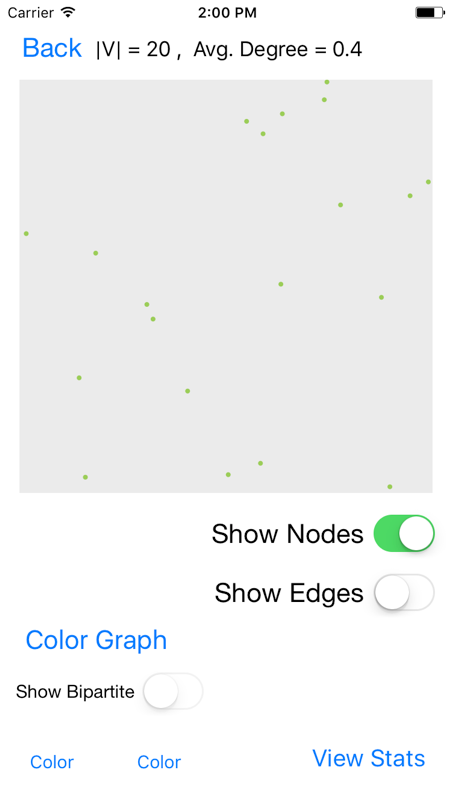 Carrier 2:00 PM
Back |V| = 20 , Avg. Degree = 0.4
Show Nodes
Show Edges
Color Graph
Show Bipartite
Color Color View Stats